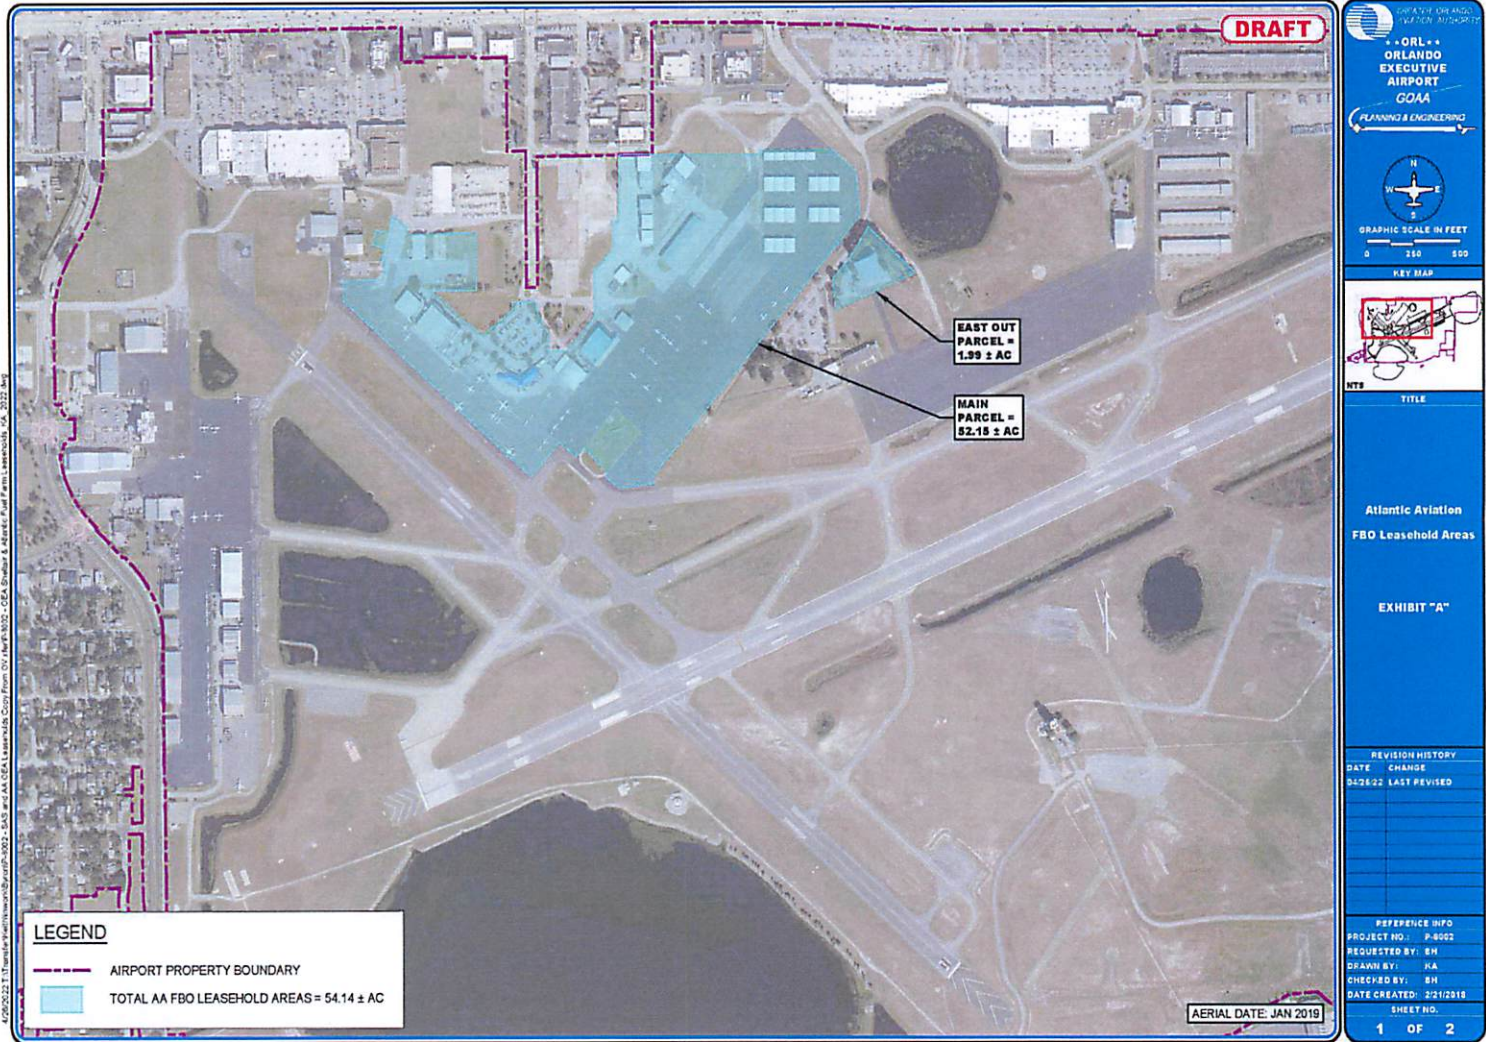 DRAFT
EAST OUT
PARCEL =
1.99 ± AC
MAIN
PARCEL =
52.15 ± AC
LEGEND
AIRPORT PROPERTY BOUNDARY
TOTAL AA FBO LEASEHOLD AREAS = 54.14 ± AC
AERIAL DATE: JAN 2019
GREATER ORLANDO
AVIATION AUTHORITY
ORL
ORLANDO
EXECUTIVE
AIRPORT
GOAA
PLANNING & ENGINEERING
N
W E
S
GRAPHIC SCALE IN FEET
0 250 500
KEY MAP
NTS
TITLE
Atlantic Aviation
FBO Leasehold Areas
EXHIBIT "A"
REVISION HISTORY
DATE CHANGE
04/26/22 LAST REVISED
REFERENCE INFO
PROJECT NO.: P-8002
REQUESTED BY: BH
DRAWN BY: KA
CHECKED BY: BH
DATE CREATED: 2/21/2018
SHEET NO.
1 OF 2